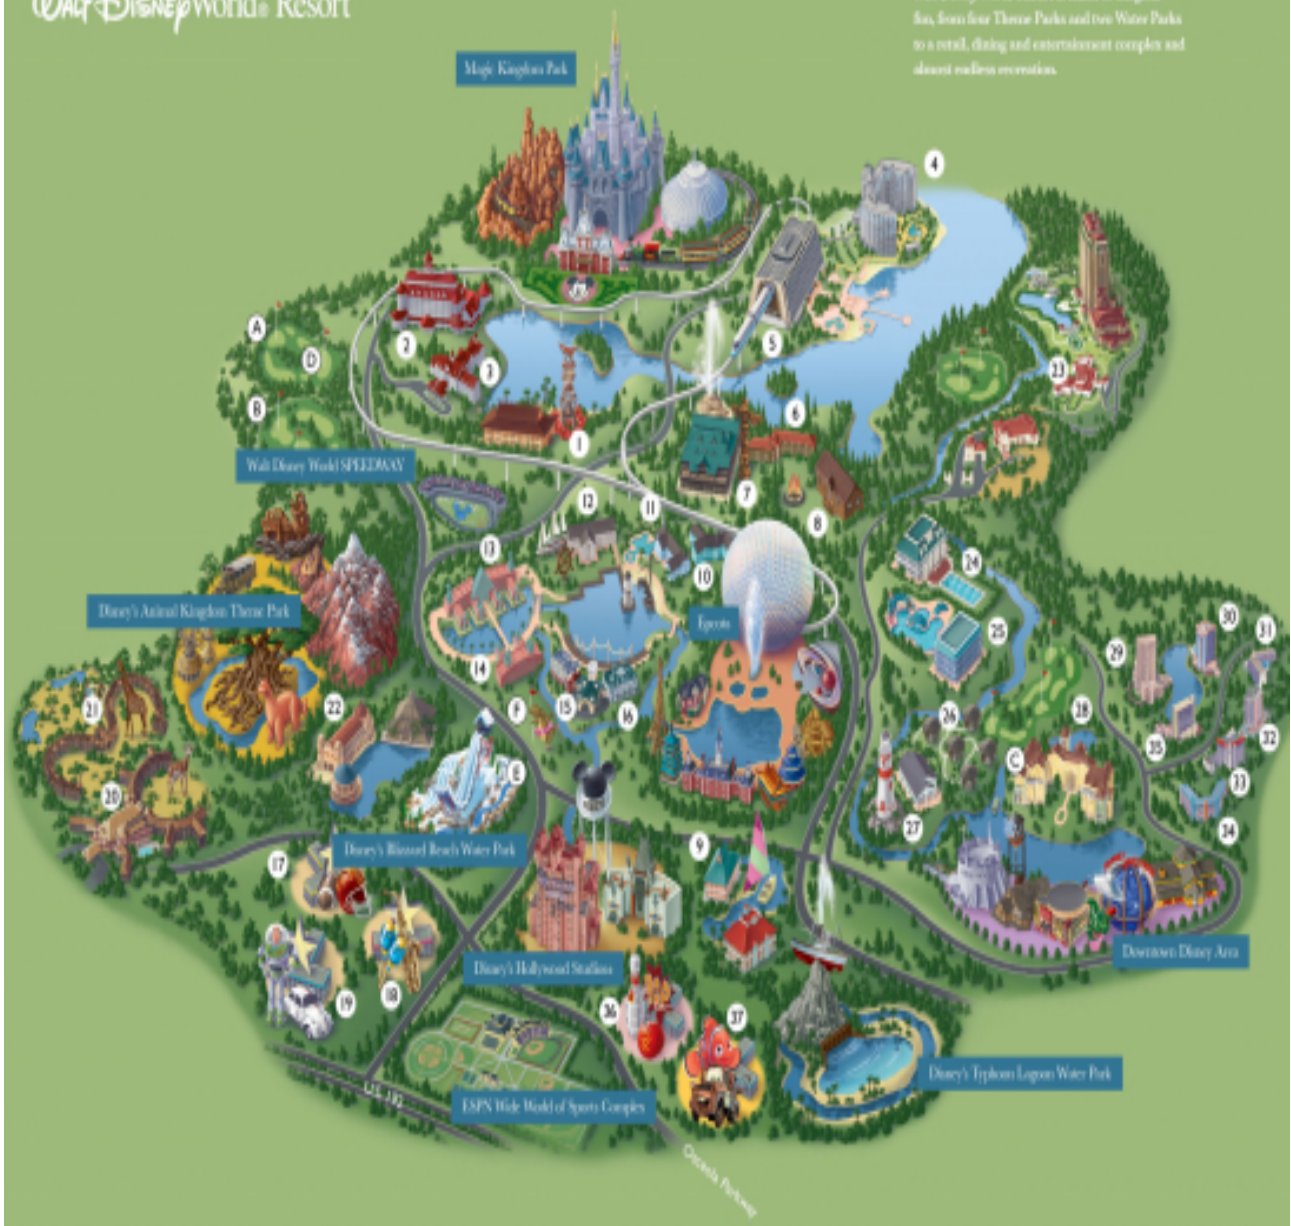 WALT DISNEY World® Resort
fun, from four Theme Parks and two Water Parks
to a retail, dining and entertainment complex and
almost endless recreation.
Magic Kingdom Park
4
A
D
2
3
5
23
B
6
1
Walt Disney World SPEEDWAY
7
8
12
11
13
10
24
Disney's Animal Kingdom Theme Park
Epcot®
25
30
31
29
14
21
22
F
15
16
26
28
32
35
E
C
33
20
27
34
Disney's Blizzard Beach Water Park
9
17
Downtown Disney Area
Disney's Hollywood Studios
19
18
36
37
Disney's Typhoon Lagoon Water Park
U.S. 192
ESPN Wide World of Sports Complex
Osceola Parkway